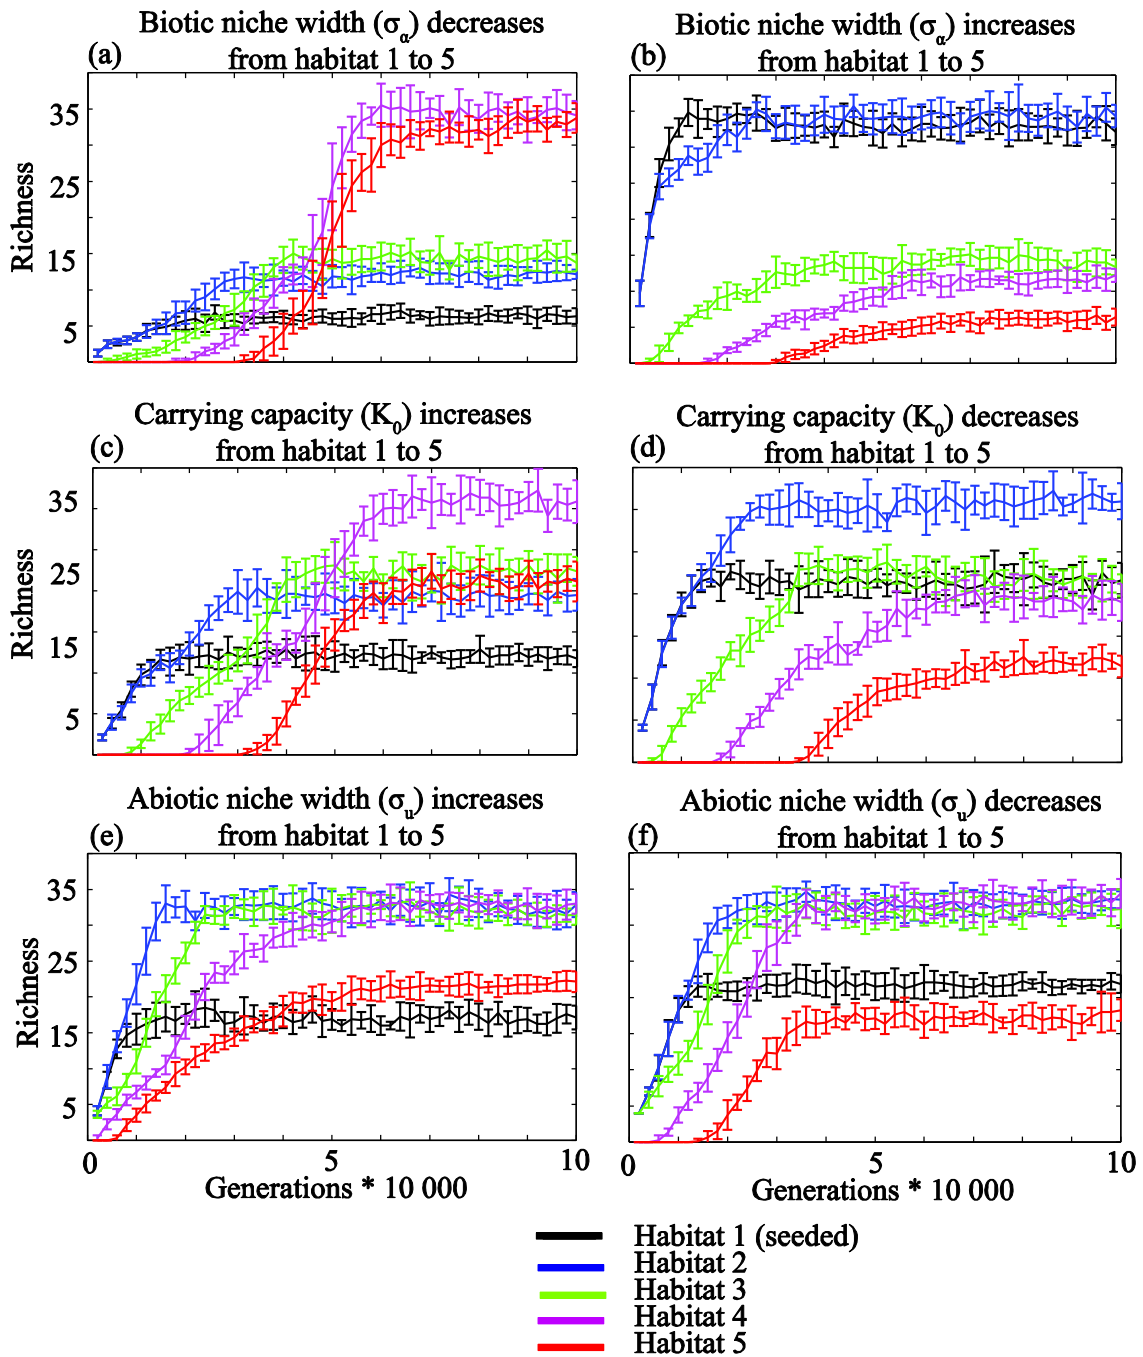 Biotic niche width (σα) decreases
from habitat 1 to 5
(a)
Biotic niche width (σα) increases
from habitat 1 to 5
(b)
Richness
35
25
15
5
Carrying capacity (K0) increases
from habitat 1 to 5
(c)
Carrying capacity (K0) decreases
from habitat 1 to 5
(d)
Richness
35
25
15
5
Abiotic niche width (σu) increases
from habitat 1 to 5
(e)
Abiotic niche width (σu) decreases
from habitat 1 to 5
(f)
Richness
35
25
15
5
0 5 10
Generations * 10 000
0 5 10
Generations * 10 000
Habitat 1 (seeded)
Habitat 2
Habitat 3
Habitat 4
Habitat 5